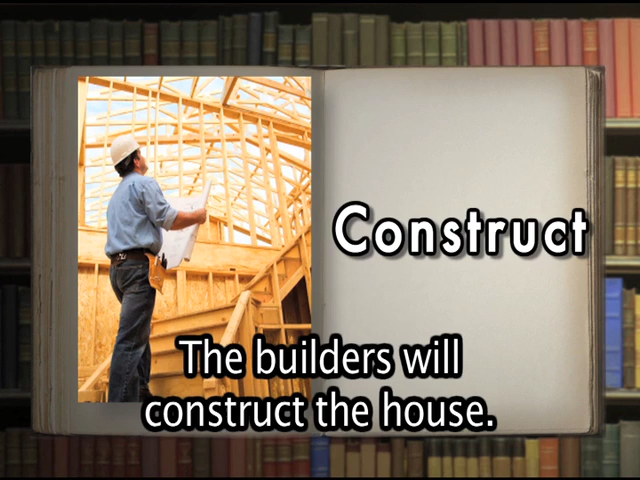 Construct
The builders will
construct the house.